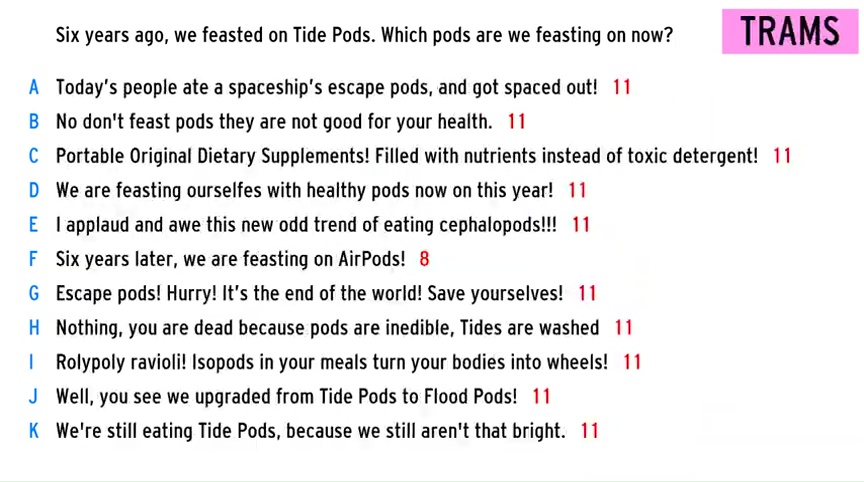 Six years ago, we feasted on Tide Pods. Which pods are we feasting on now?
TRAMS
A Today's people ate a spaceship's escape pods, and got spaced out! 11
B No don't feast pods they are not good for your health. 11
C Portable Original Dietary Supplements! Filled with nutrients instead of toxic detergent! 11
D We are feasting ourselfes with healthy pods now on this year! 11
E I applaud and awe this new odd trend of eating cephalopods!!! 11
F Six years later, we are feasting on AirPods! 8
G Escape pods! Hurry! It's the end of the world! Save yourselves! 11
H Nothing, you are dead because pods are inedible, Tides are washed 11
I Rolypoly ravioli! Isopods in your meals turn your bodies into wheels! 11
J Well, you see we upgraded from Tide Pods to Flood Pods! 11
K We're still eating Tide Pods, because we still aren't that bright. 11